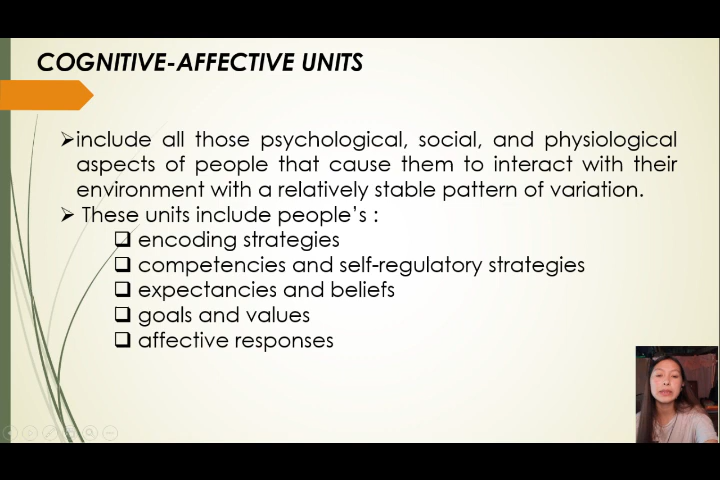 COGNITIVE-AFFECTIVE UNITS
include all those psychological, social, and physiological
aspects of people that cause them to interact with their
environment with a relatively stable pattern of variation.
These units include people's :
encoding strategies
competencies and self-regulatory strategies
expectancies and beliefs
goals and values
affective responses